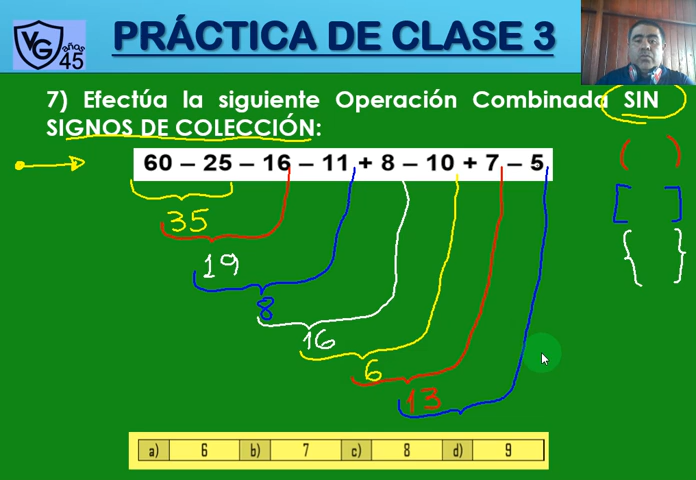 VG
años
45
PRÁCTICA DE CLASE 3
7) Efectúa la siguiente Operación Combinada SIN
SIGNOS DE COLECCIÓN:
60 – 25 – 16 – 11 + 8 – 10 + 7 – 5
( )
[ ]
{ }
35
19
8
16
6
13
a) 6 b) 7 c) 8 d) 9